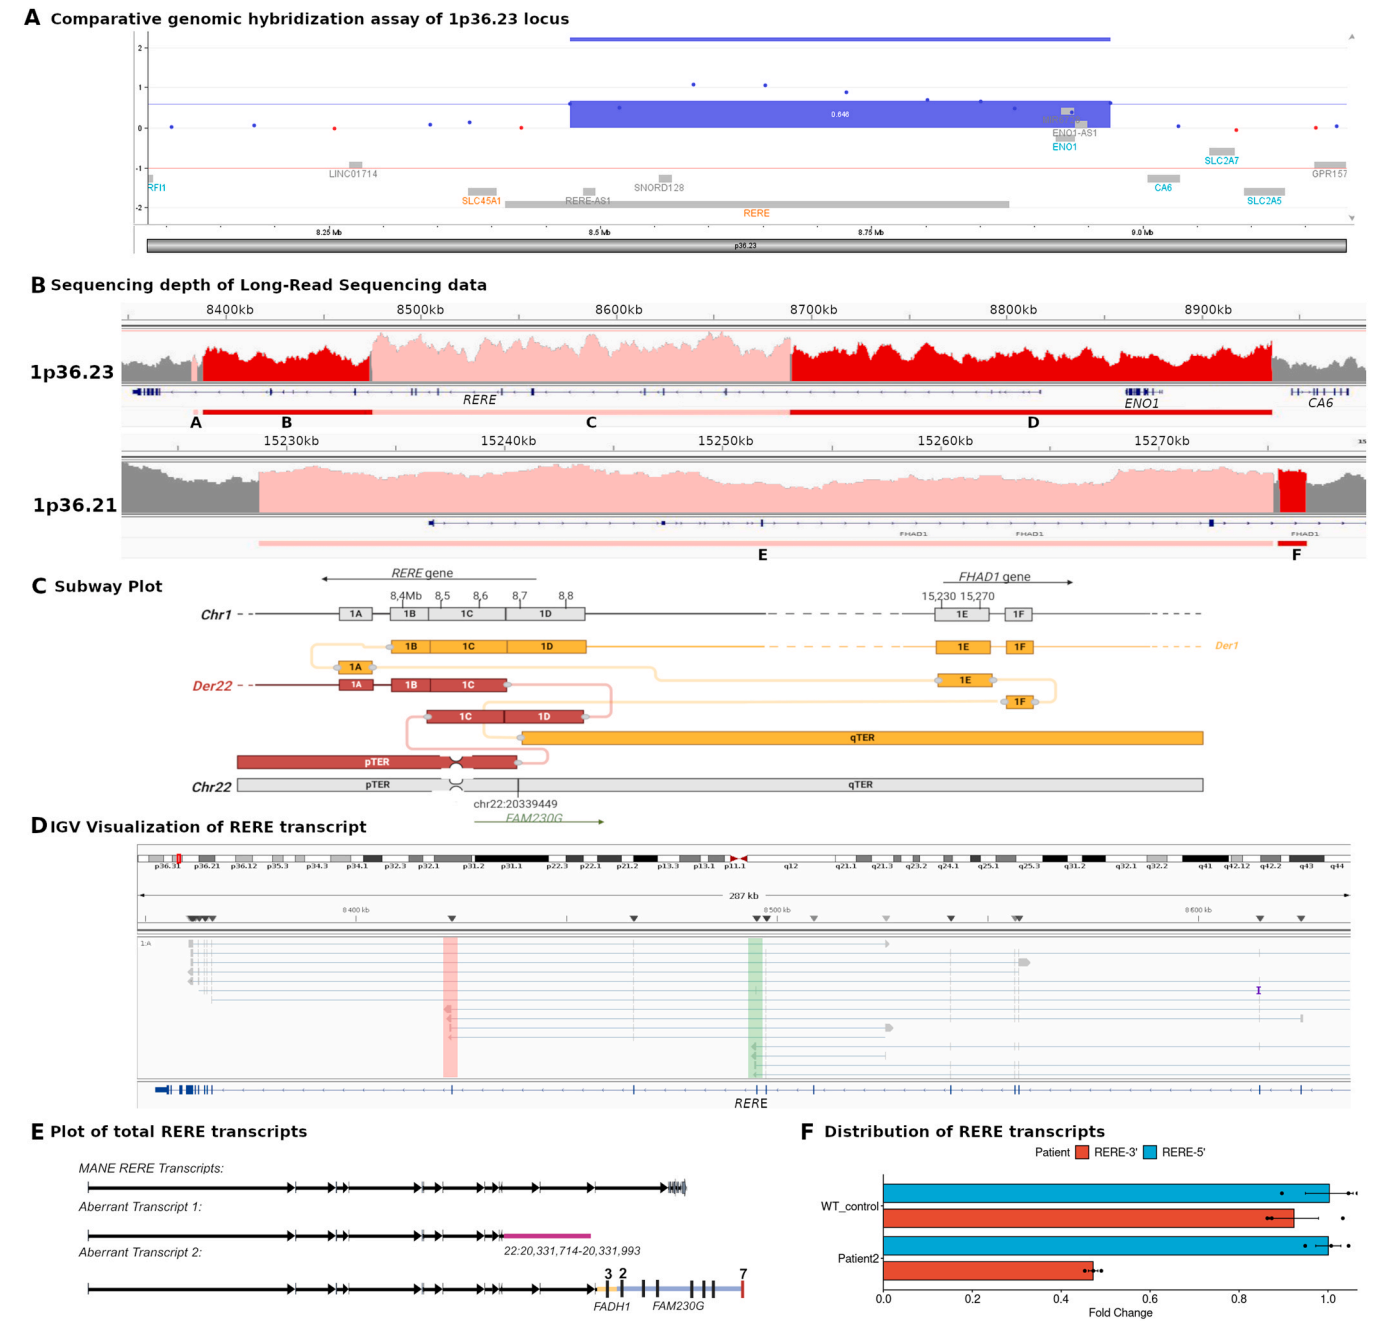 A Comparative genomic hybridization assay of 1p36.23 locus
2
1
0
-1
-2
0.646
ENO1-AS1
ENO1
SLC2A7
LINC01714
GPR157
RFI1
SNORD128
CA6
SLC45A1
RERE-AS1
SLC2A5
RERE
8.25 Mb
8.5 Mb
8.75 Mb
9.0 Mb
p36.23
B Sequencing depth of Long-Read Sequencing data
8400kb 8500kb 8600kb 8700kb 8800kb 8900kb
1p36.23
RERE ENO1 CA6
A B C D
15230kb 15240kb 15250kb 15260kb 15270kb
1p36.21
FHAD1 FHAD1 FHAD1
E F
C Subway Plot
RERE gene FHAD1 gene
8,4Mb 8,5 8,6 8,7 8,8 15,230 15,270
Chr1 1A 1B 1C 1D 1E 1F
1B 1C 1D 1E 1F Der1
1A
Der22 1A 1B 1C 1E
1F
1C 1D
qTER
pTER
Chr22 pTER qTER
chr22:20339449
FAM230G
D IGV Visualization of RERE transcript
p36.31 p36.21 p36.12 p35.3 p34.3 p34.1 p32.3 p32.1 p31.2 p31.1 p22.3 p22.1 p21.2 p13.3 p13.1 p11.1 q12 q21.1 q21.3 q23.2 q24.1 q25.1 q25.3 q31.2 q32.1 q32.2 q41 q42.12 q42.2 q43 q44
287 kb
8 400 kb 8 500 kb 8 600 kb
1:A
RERE
E Plot of total RERE transcripts
MANE RERE Transcripts:
Aberrant Transcript 1:
22:20,331,714-20,331,993
Aberrant Transcript 2:
3 2 7
FADH1 FAM230G
F Distribution of RERE transcripts
Patient RERE-3' RERE-5'
WT_control
Patient2
0.0 0.2 0.4 0.6 0.8 1.0
Fold Change